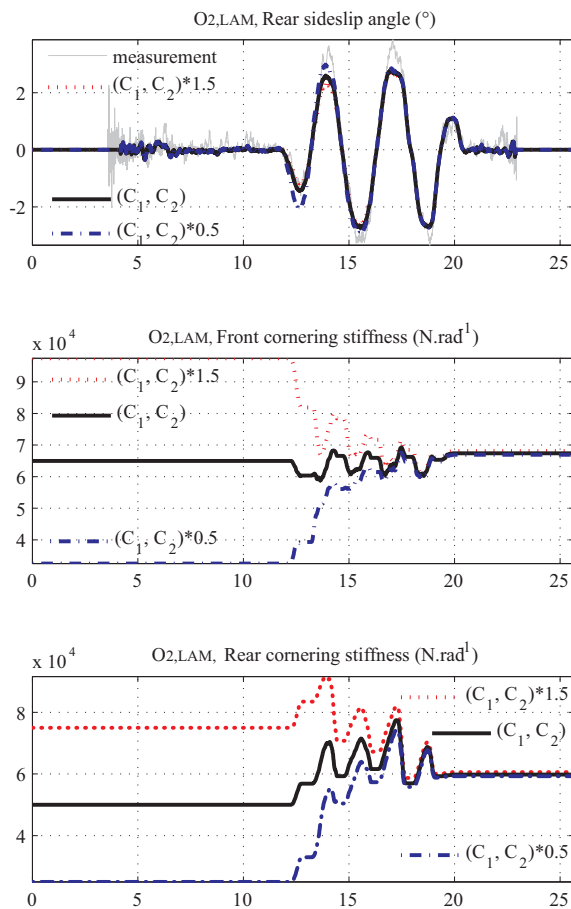 O2,LAM, Rear sideslip angle (°)
measurement
(C1, C2)*1.5
2
0
(C1, C2)
-2
(C1, C2)*0.5
0 5 10 15 20 25
x 10^4 O2,LAM, Front cornering stiffness (N.rad-1)
9
(C1, C2)*1.5
8
(C1, C2)
7
6
5
(C1, C2)*0.5
4
0 5 10 15 20 25
x 10^4 O2,LAM, Rear cornering stiffness (N.rad-1)
(C1, C2)*1.5
8
(C1, C2)
6
4
(C1, C2)*0.5
0 5 10 15 20 25